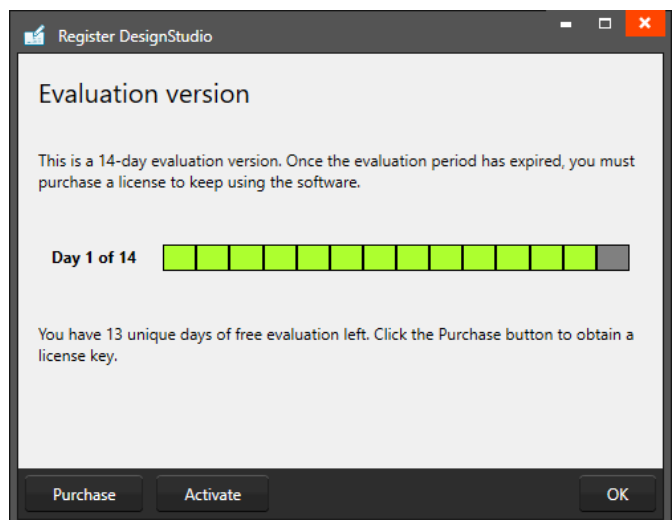 Register DesignStudio
Evaluation version
This is a 14-day evaluation version. Once the evaluation period has expired, you must
purchase a license to keep using the software.
Day 1 of 14
You have 13 unique days of free evaluation left. Click the Purchase button to obtain a
license key.
Purchase
Activate
OK